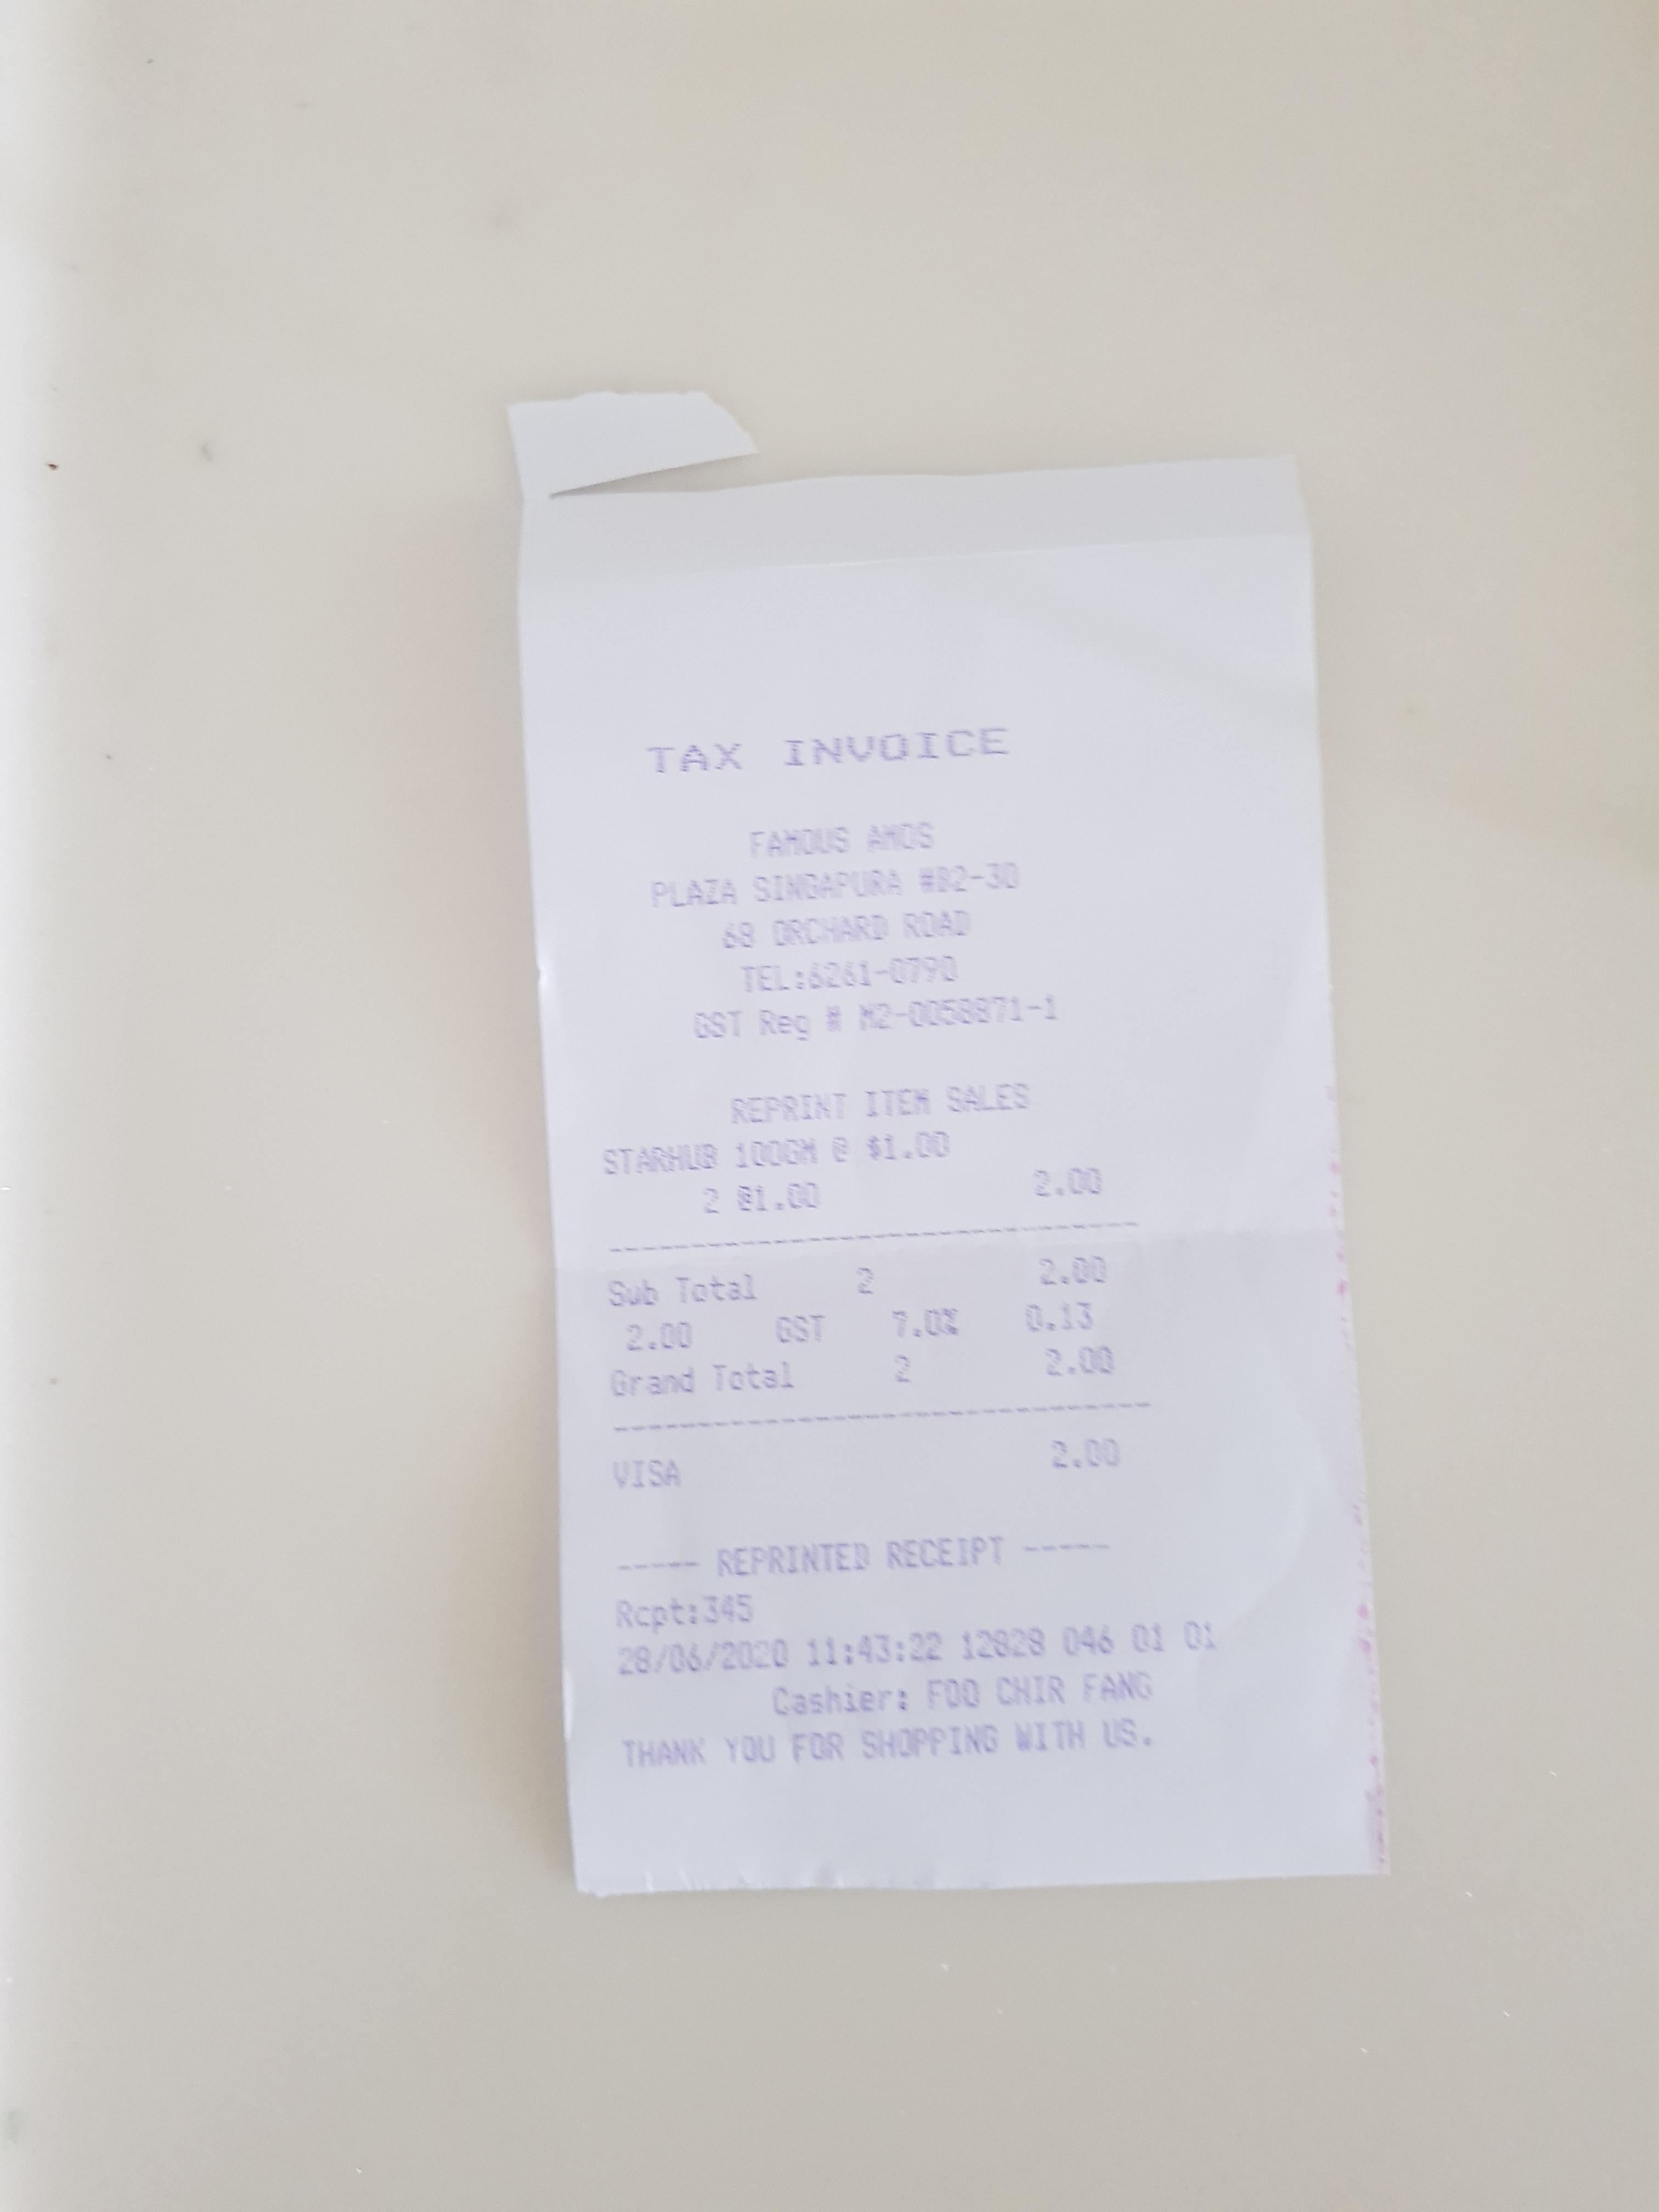 TAX INVOICE
FAMOUS AMOS
PLAZA SINGAPURA #B2-30
68 ORCHARD ROAD
TEL:6261-0790
GST Reg # M2-0058871-1
REPRINT ITEM SALES
STARHUB 100GM @ $1.00
2 @1.00 2.00
--------------------------------
Sub Total 2 2.00
2.00 GST 7.0% 0.13
Grand Total 2 2.00
--------------------------------
VISA 2.00
----- REPRINTED RECEIPT -----
Rcpt:345
28/06/2020 11:43:22 12828 046 01 01
Cashier: FOO CHIR FANG
THANK YOU FOR SHOPPING WITH US.